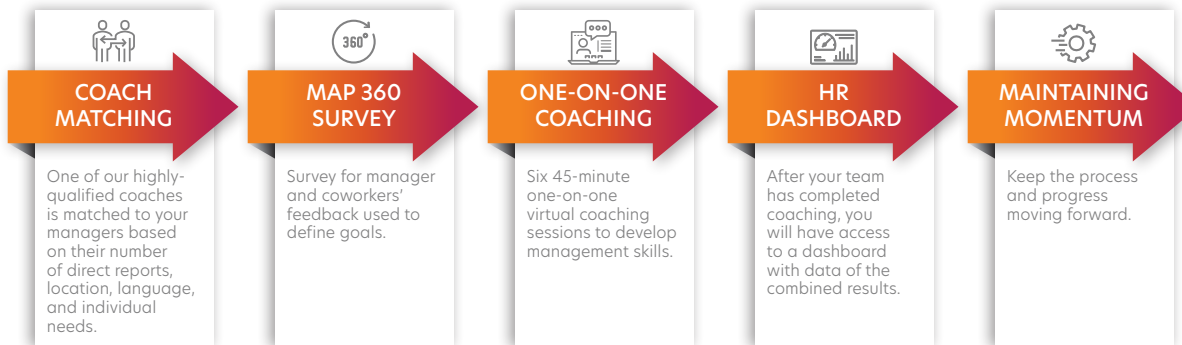 COACH
MATCHING
One of our highly-
qualified coaches
is matched to your
managers based
on their number
of direct reports,
location, language,
and individual
needs.
360°
MAP 360
SURVEY
Survey for manager
and coworkers'
feedback used to
define goals.
ONE-ON-ONE
COACHING
Six 45-minute
one-on-one
virtual coaching
sessions to develop
management skills.
HR
DASHBOARD
After your team
has completed
coaching, you
will have access
to a dashboard
with data of the
combined results.
MAINTAINING
MOMENTUM
Keep the process
and progress
moving forward.